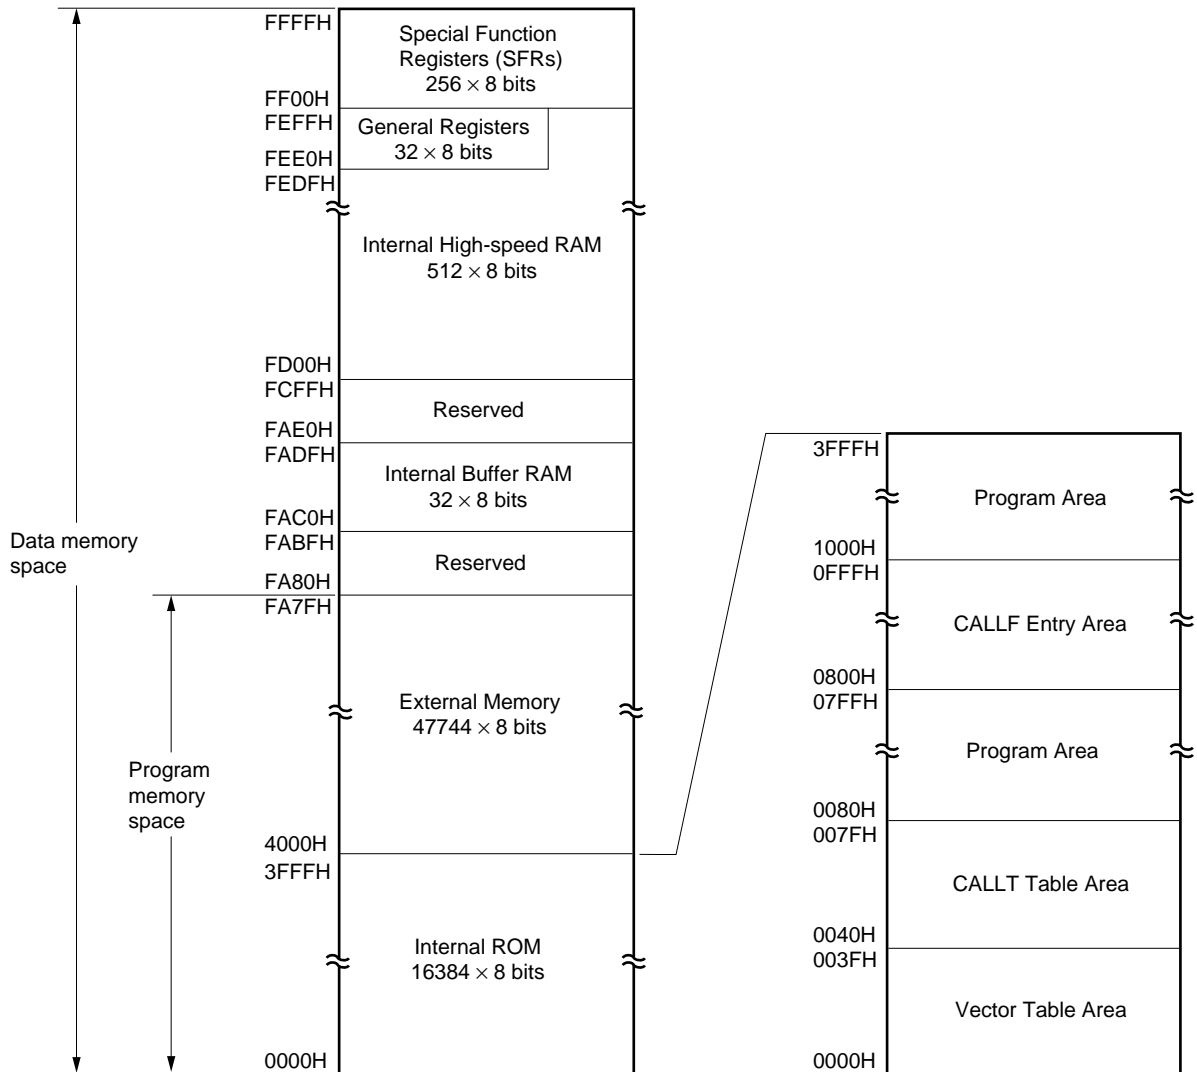 FFFFH
Special Function
Registers (SFRs)
256 × 8 bits
FF00H
FEFFH
General Registers
32 × 8 bits
FEE0H
FEDFH
Internal High-speed RAM
512 × 8 bits
FD00H
FCFFH
Reserved
FAE0H
FADFH
Internal Buffer RAM
32 × 8 bits
FAC0H
FABFH
Reserved
FA80H
FA7FH
Data memory
space
External Memory
47744 × 8 bits
Program
memory
space
4000H
3FFFH
Internal ROM
16384 × 8 bits
0000H
3FFFH
Program Area
1000H
0FFFH
CALLF Entry Area
0800H
07FFH
Program Area
0080H
007FH
CALLT Table Area
0040H
003FH
Vector Table Area
0000H